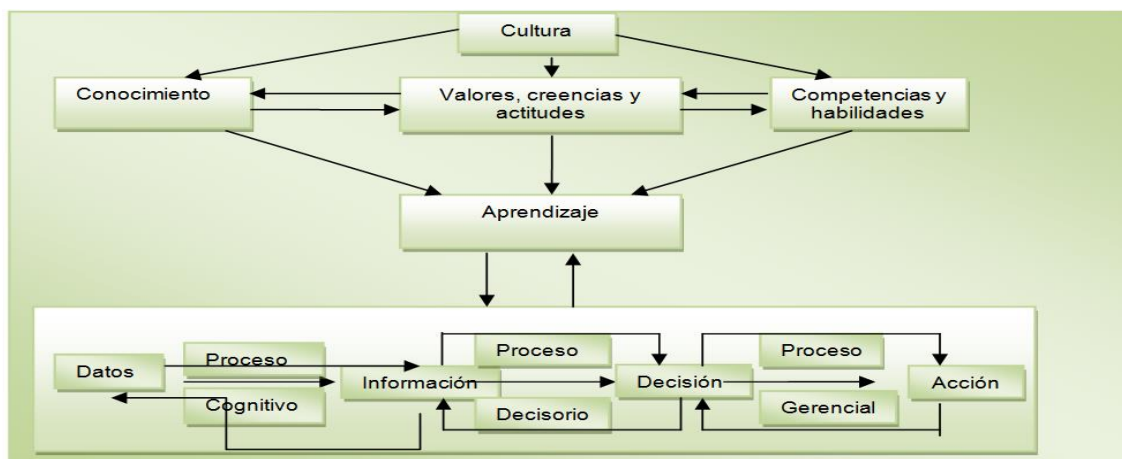 Cultura
Conocimiento
Valores, creencias y
actitudes
Competencias y
habilidades
Aprendizaje
Datos
Proceso
Cognitivo
Información
Proceso
Decisorio
Decisión
Proceso
Gerencial
Acción